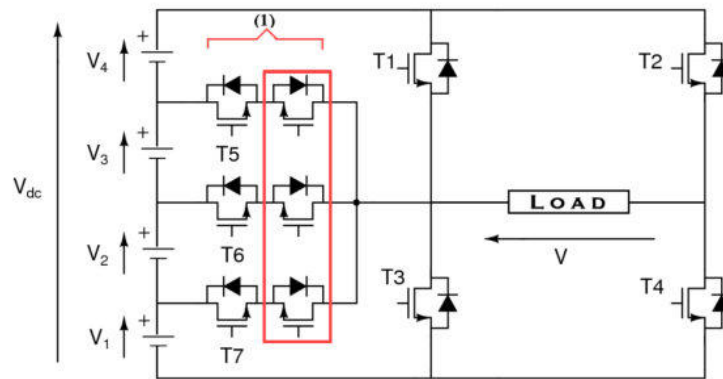 (1)
V4
+
T1
T2
T5
V3
+
Vdc
LOAD
T6
V
V2
+
T3
T4
V1
+
T7